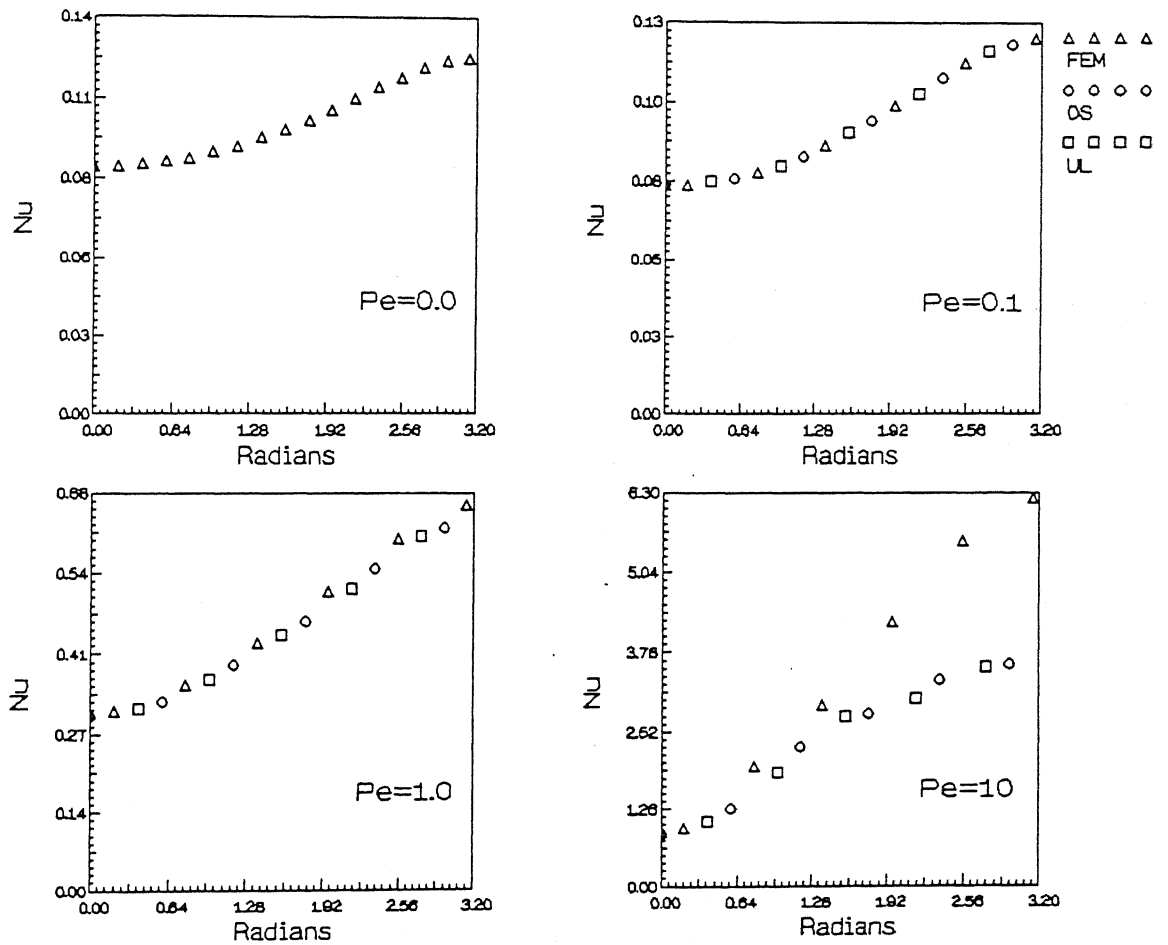 0.14
0.11
0.08
0.06
0.03
0.00
Nu
Pe=0.0
0.00 0.64 1.28 1.92 2.56 3.20
Radians
0.13
0.10
0.08
0.05
0.03
0.00
Nu
Pe=0.1
0.00 0.64 1.28 1.92 2.56 3.20
Radians
FEM
OS
UL
0.68
0.54
0.41
0.27
0.14
0.00
Nu
Pe=1.0
0.00 0.64 1.28 1.92 2.56 3.20
Radians
6.30
5.04
3.78
2.52
1.26
0.00
Nu
Pe=10
0.00 0.64 1.28 1.92 2.56 3.20
Radians